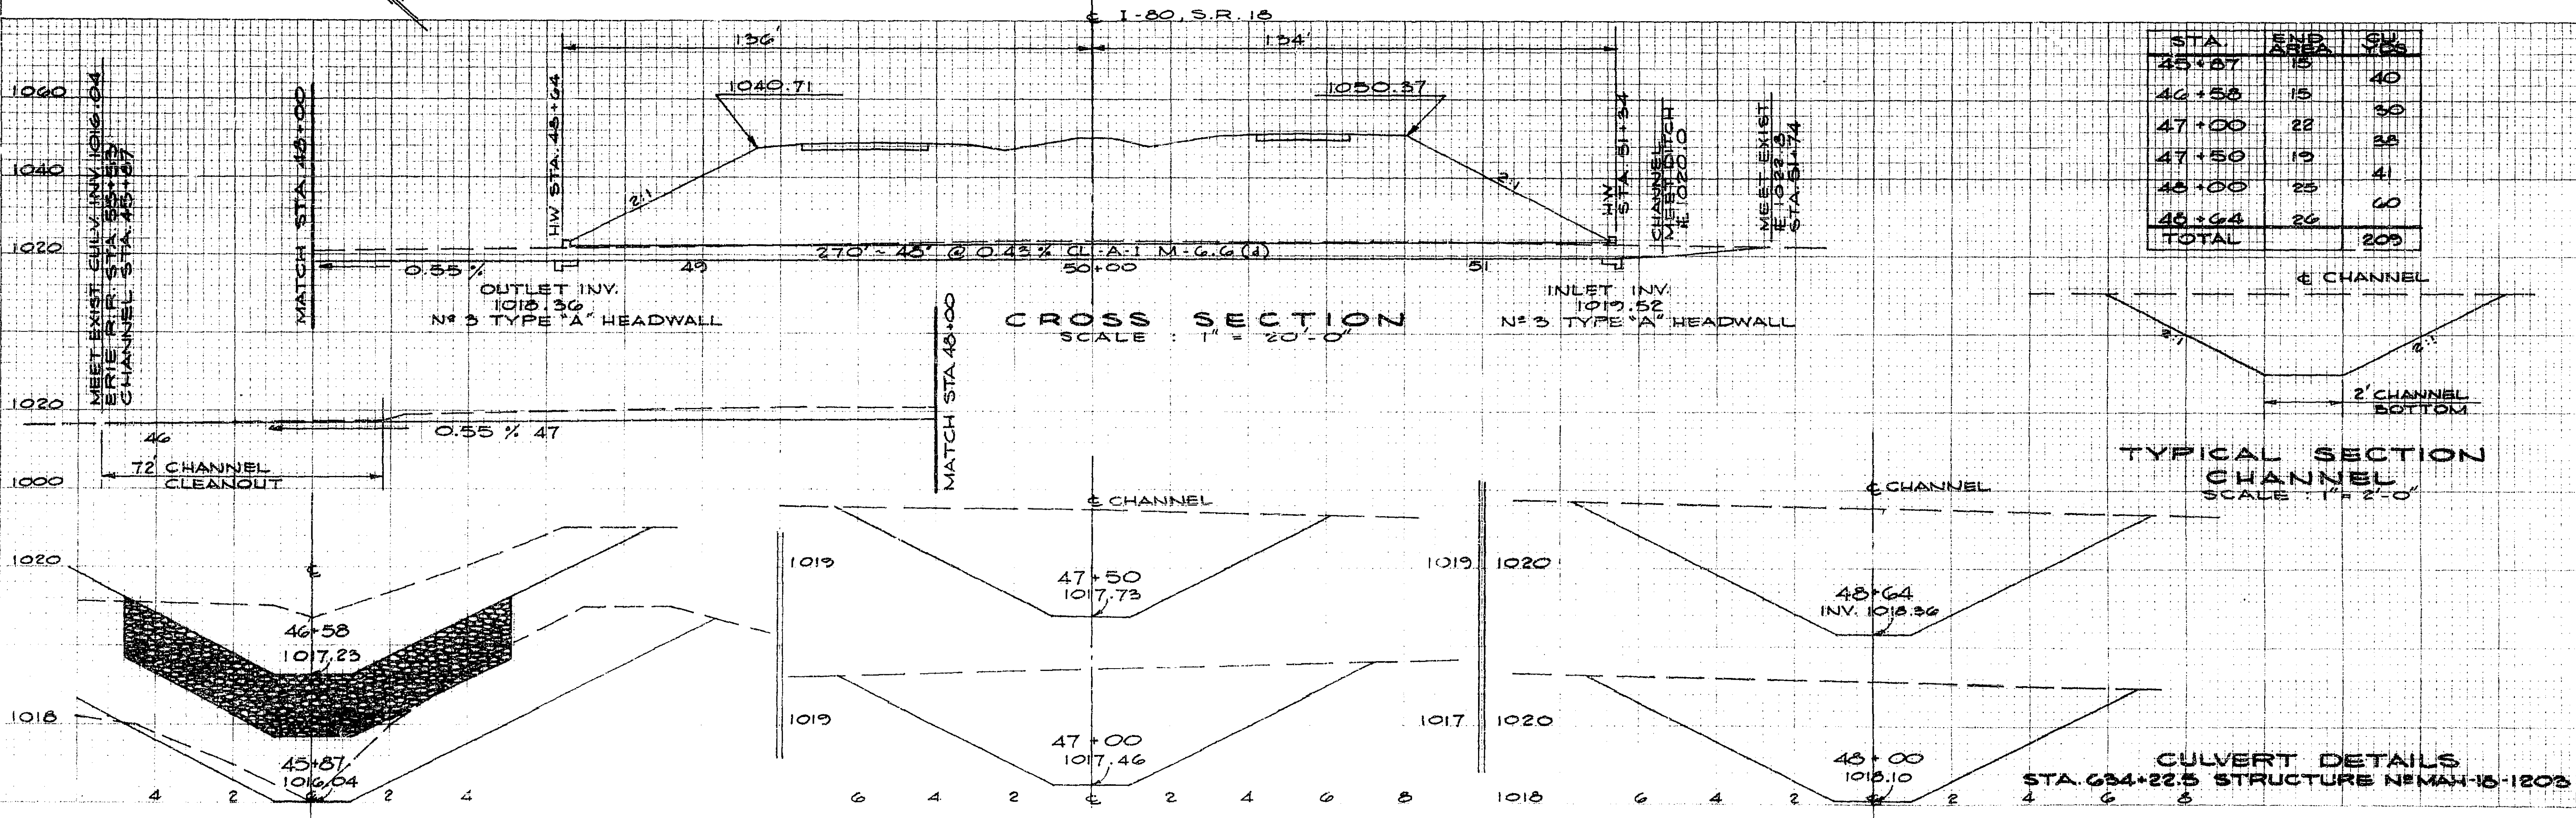 ℄ I-80, S.R. 18
136'
134'
1040.71
1050.37
1060
1040
1020
MEET EXIST. CULV. INV. 1016.04
ERIE R.R. STA. 55+53
CHANNEL STA. 45+87
MATCH STA. 48+00
HW STA. 48+64
2:1
2:1
HW
STA. 51+34
CHANNEL
MEET DITCH
℄ 1020.0
MEET EXIST.
℄ 1022.8
STA. 51+74
0.55 %
49
270' ~ 48" @ 0.43% CL. A-1 M-6.6 (d)
50+00
51
OUTLET INV.
1018.36
Nº 3 TYPE "A" HEADWALL
CROSS SECTION
SCALE : 1" = 20'-0"
INLET INV.
1019.52
Nº 3 TYPE "A" HEADWALL
STA. END AREA CU. YDS
45+87 15
40
46+58 15
30
47+00 22
38
47+50 19
41
48+00 25
60
48+64 26
TOTAL 209
℄ CHANNEL
2:1
2:1
2' CHANNEL
BOTTOM
TYPICAL SECTION
CHANNEL
SCALE : 1" = 2'-0"
1020
1000
46
0.55 % 47
72' CHANNEL
CLEANOUT
MATCH STA. 48+00
1020
1018
℄
46+58
1017.23
45+87
1016.04
4 2 ℄ 2 4
℄ CHANNEL
1019
47+50
1017.73
1019
1019
47+00
1017.46
1017
6 4 2 ℄ 2 4 6 8
℄ CHANNEL
1020
48+64
INV. 1018.36
1020
48+00
1018.10
1018
6 4 2 ℄ 2 4 6 8
CULVERT DETAILS
STA. 634+22.5 STRUCTURE Nº MAH-18-1203